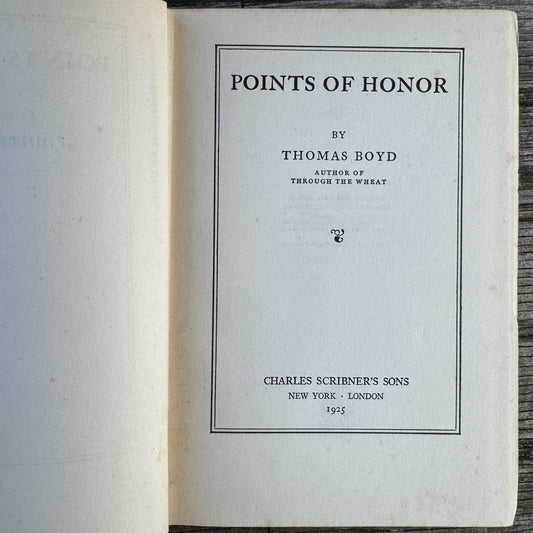 POINTS OF HONOR
BY
THOMAS BOYD
AUTHOR OF
THROUGH THE WHEAT
CHARLES SCRIBNER'S SONS
NEW YORK · LONDON
1925